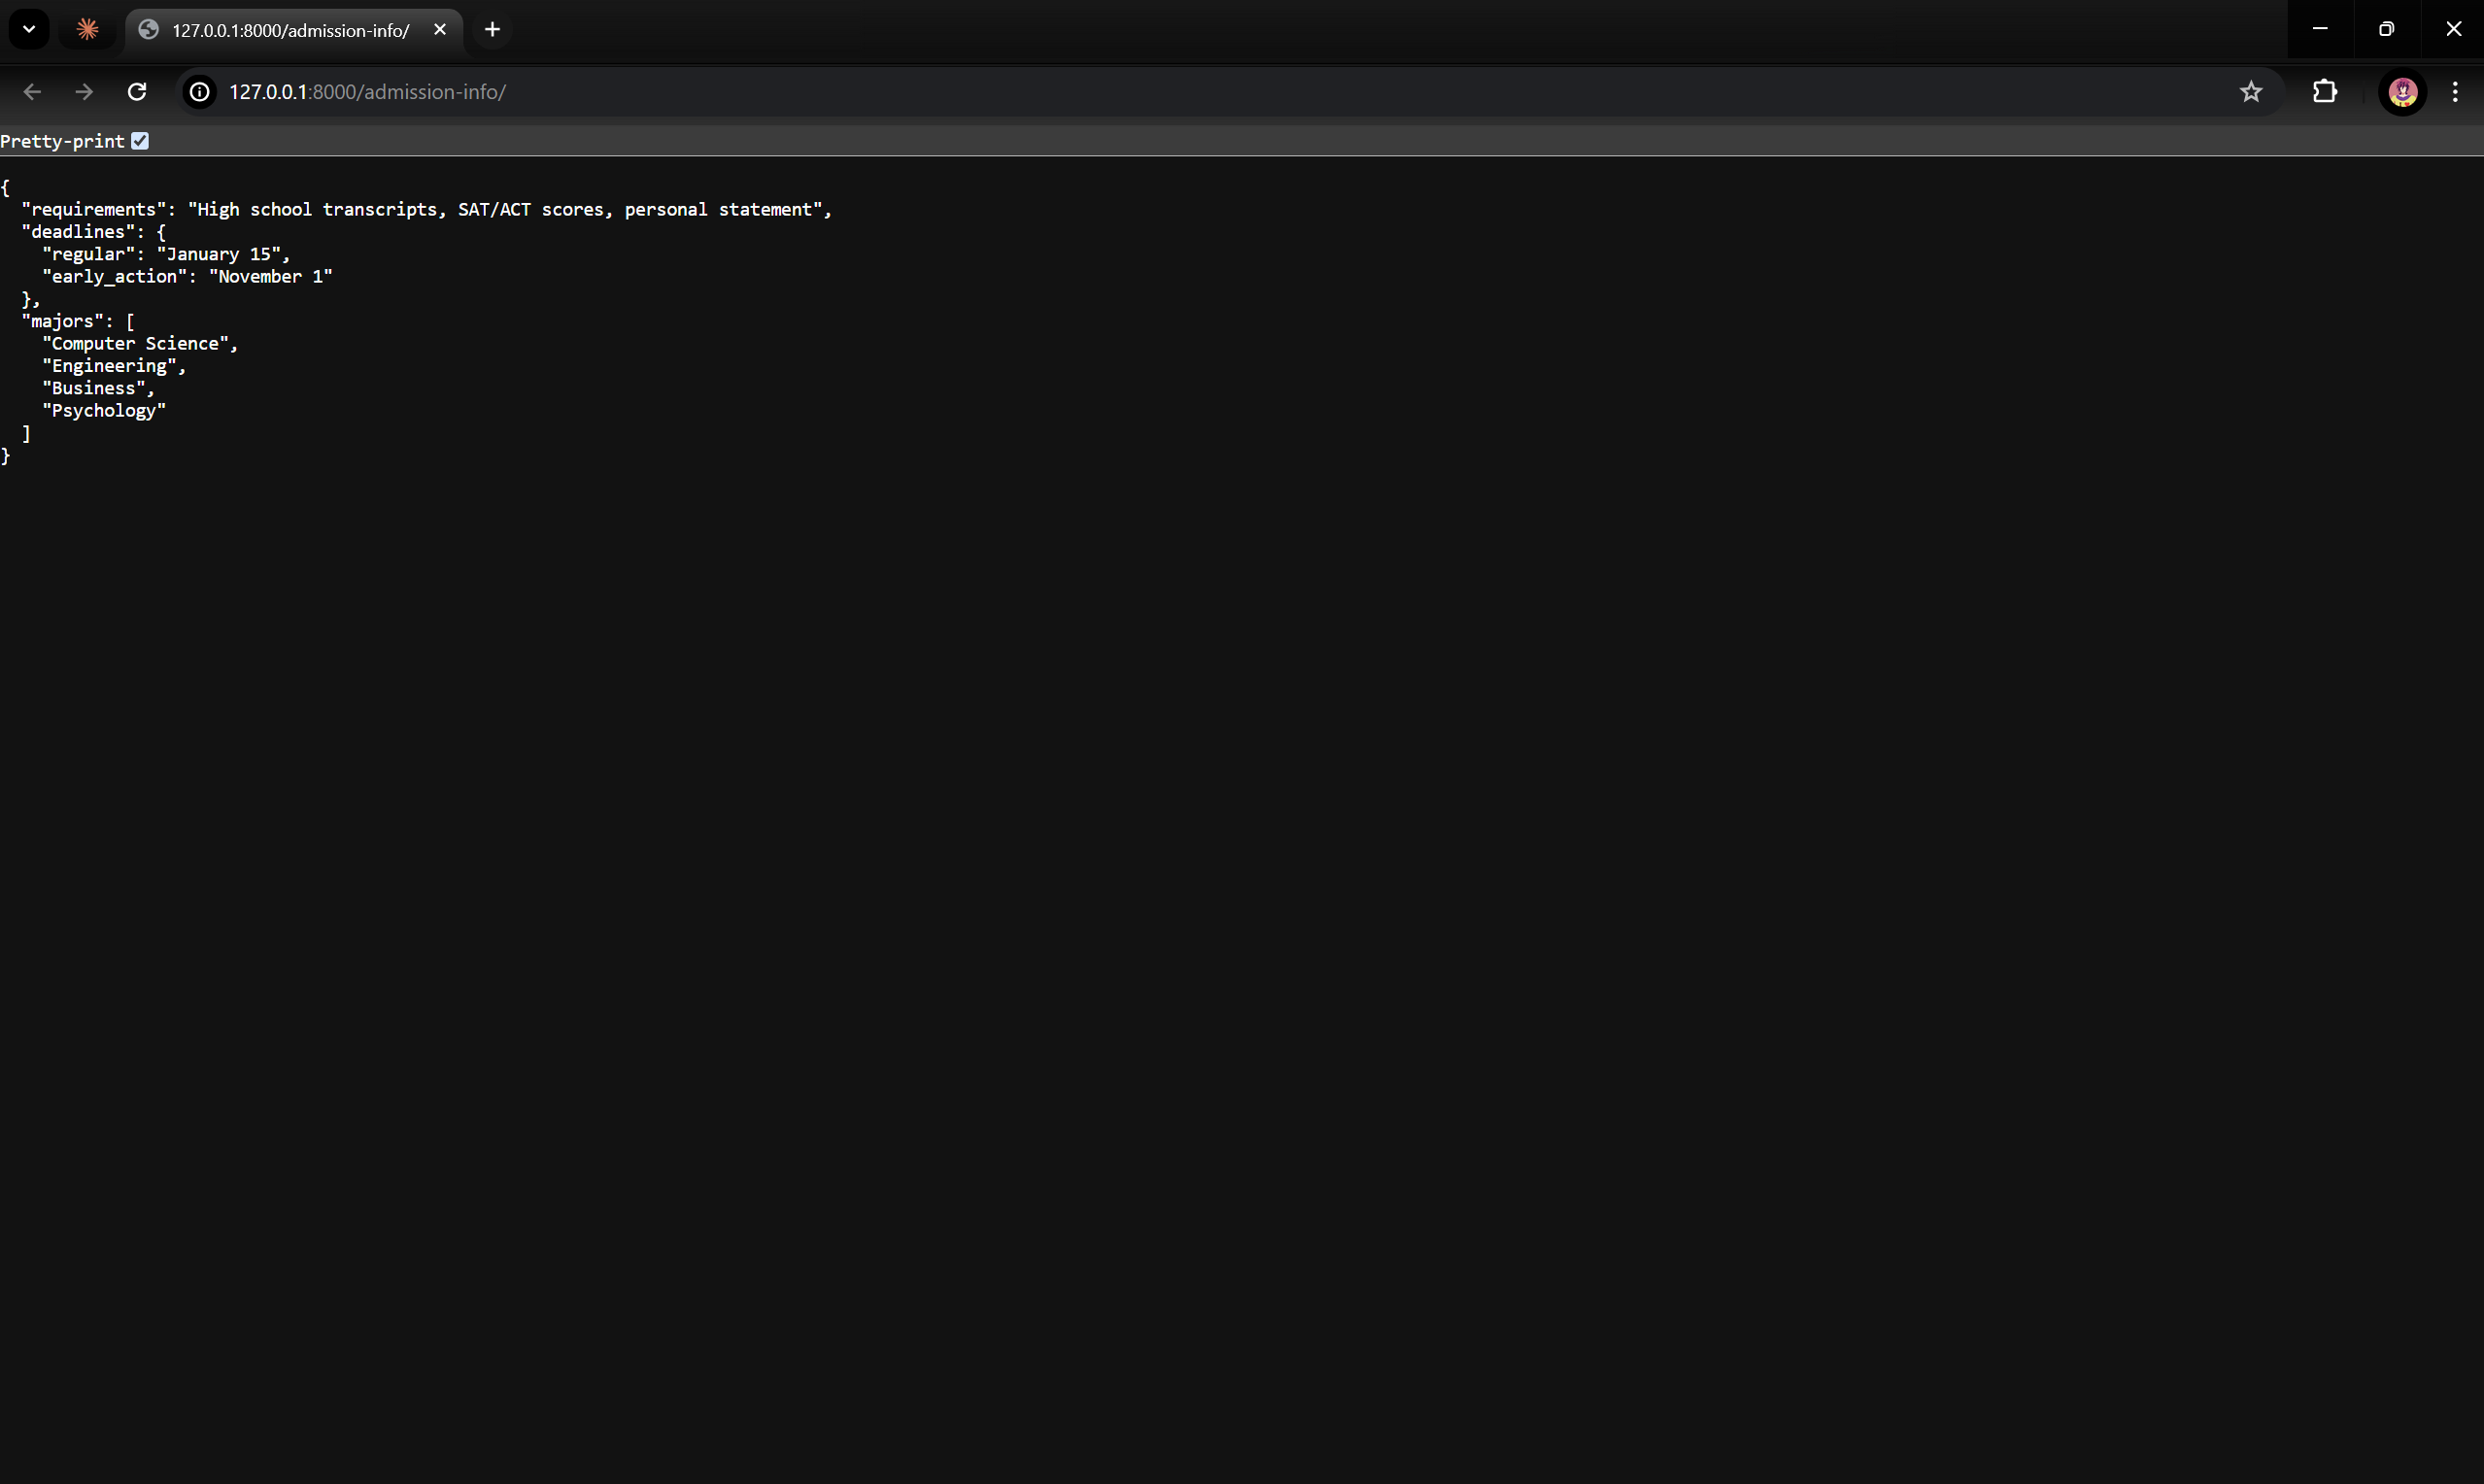 127.0.0.1:8000/admission-info/
127.0.0.1:8000/admission-info/
Pretty-print
{
  "requirements": "High school transcripts, SAT/ACT scores, personal statement",
  "deadlines": {
    "regular": "January 15",
    "early_action": "November 1"
  },
  "majors": [
    "Computer Science",
    "Engineering",
    "Business",
    "Psychology"
  ]
}